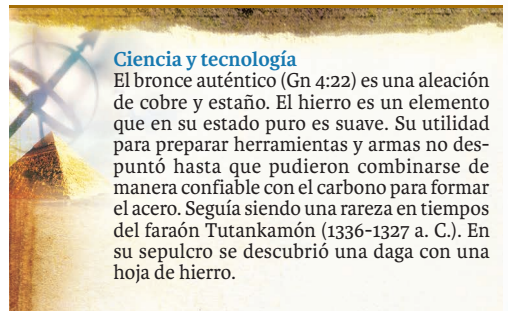 Ciencia y tecnología
El bronce auténtico (Gn 4:22) es una aleación
de cobre y estaño. El hierro es un elemento
que en su estado puro es suave. Su utilidad
para preparar herramientas y armas no des-
puntó hasta que pudieron combinarse de
manera confiable con el carbono para formar
el acero. Seguía siendo una rareza en tiempos
del faraón Tutankamón (1336-1327 a. C.). En
su sepulcro se descubrió una daga con una
hoja de hierro.